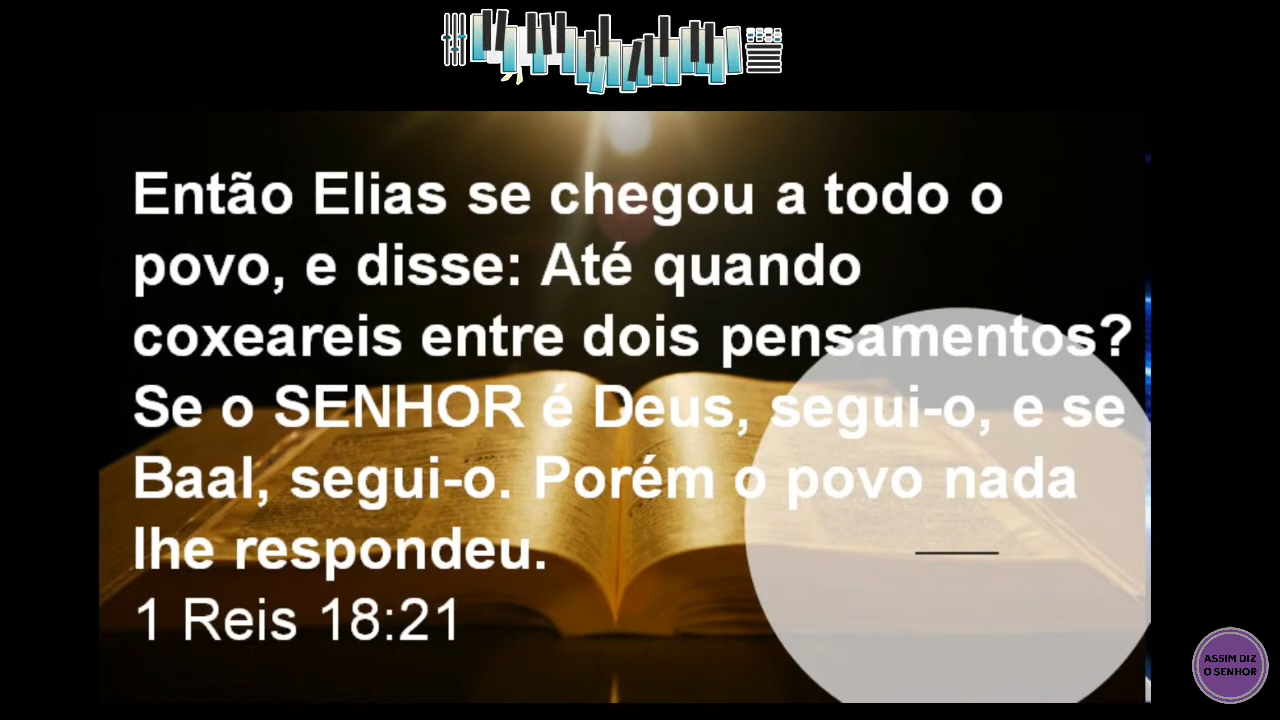 Então Elias se chegou a todo o
povo, e disse: Até quando
coxeareis entre dois pensamentos?
Se o SENHOR é Deus, segui-o, e se
Baal, segui-o. Porém o povo nada
lhe respondeu.
1 Reis 18:21
ASSIM DIZ
O SENHOR